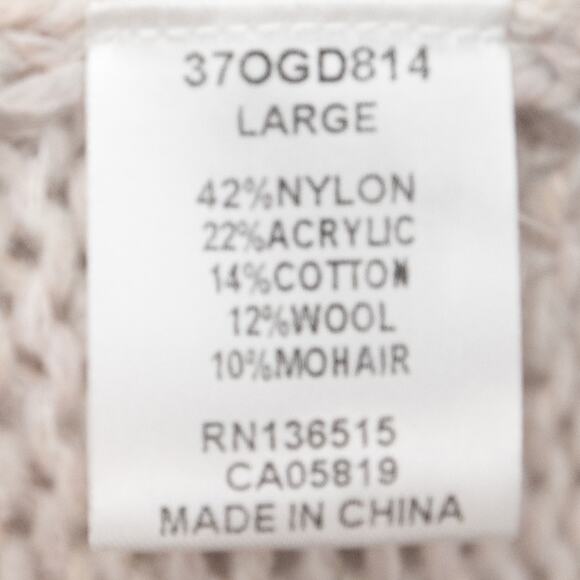 37OGD814
LARGE
42%NYLON
22%ACRYLIC
14%COTTON
12%WOOL
10%MOHAIR
RN136515
CA05819
MADE IN CHINA